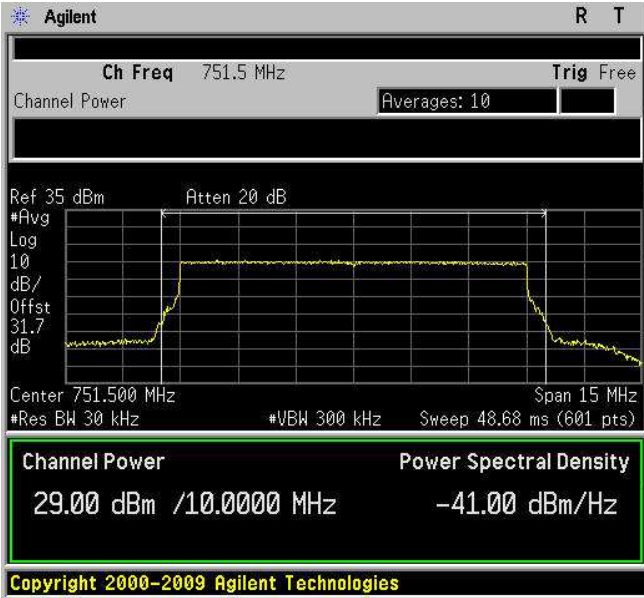 Agilent R T
Ch Freq 751.5 MHz Trig Free
Channel Power Averages: 10
Ref 35 dBm Atten 20 dB
#Avg
Log
10
dB/
Offst
31.7
dB
Center 751.500 MHz Span 15 MHz
#Res BW 30 kHz #VBW 300 kHz Sweep 48.68 ms (601 pts)
Channel Power Power Spectral Density
29.00 dBm /10.0000 MHz -41.00 dBm/Hz
Copyright 2000-2009 Agilent Technologies